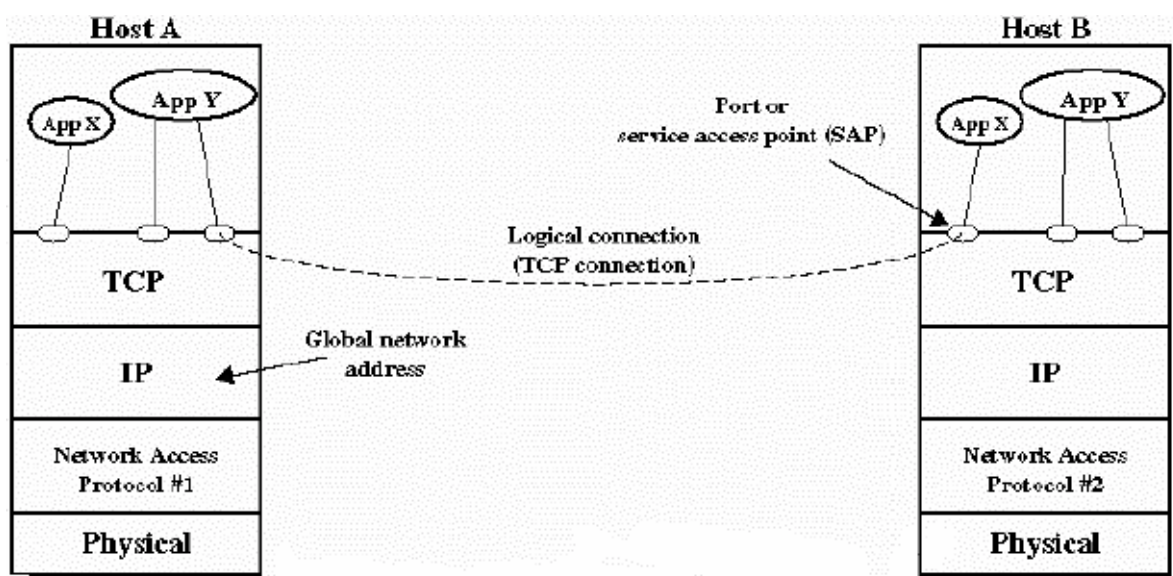 Host A
Host B
App X
App Y
Port or
service access point (SAP)
App X
App Y
Logical connection
(TCP connection)
TCP
TCP
Global network
address
IP
IP
Network Access
Protocol #1
Network Access
Protocol #2
Physical
Physical